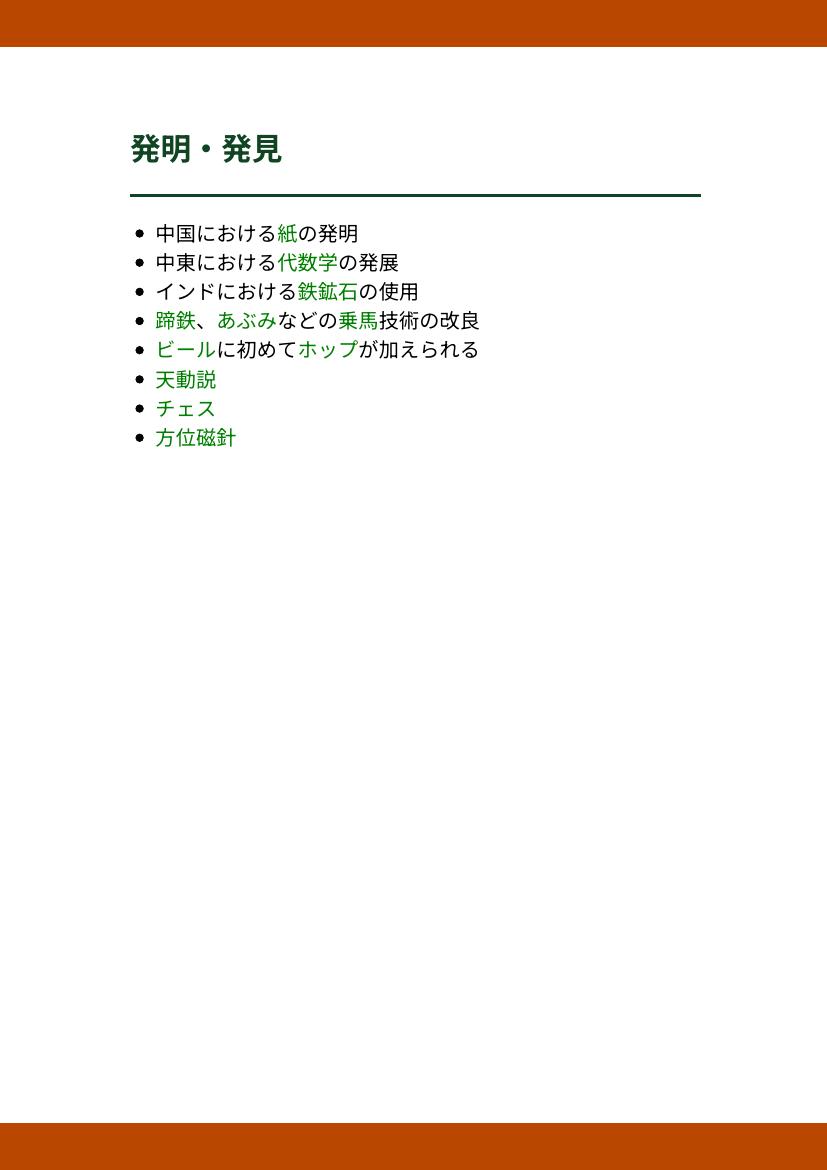 発明・発見
中国における紙の発明
中東における代数学の発展
インドにおける鉄鉱石の使用
蹄鉄、あぶみなどの乗馬技術の改良
ビールに初めてホップが加えられる
天動説
チェス
方位磁針